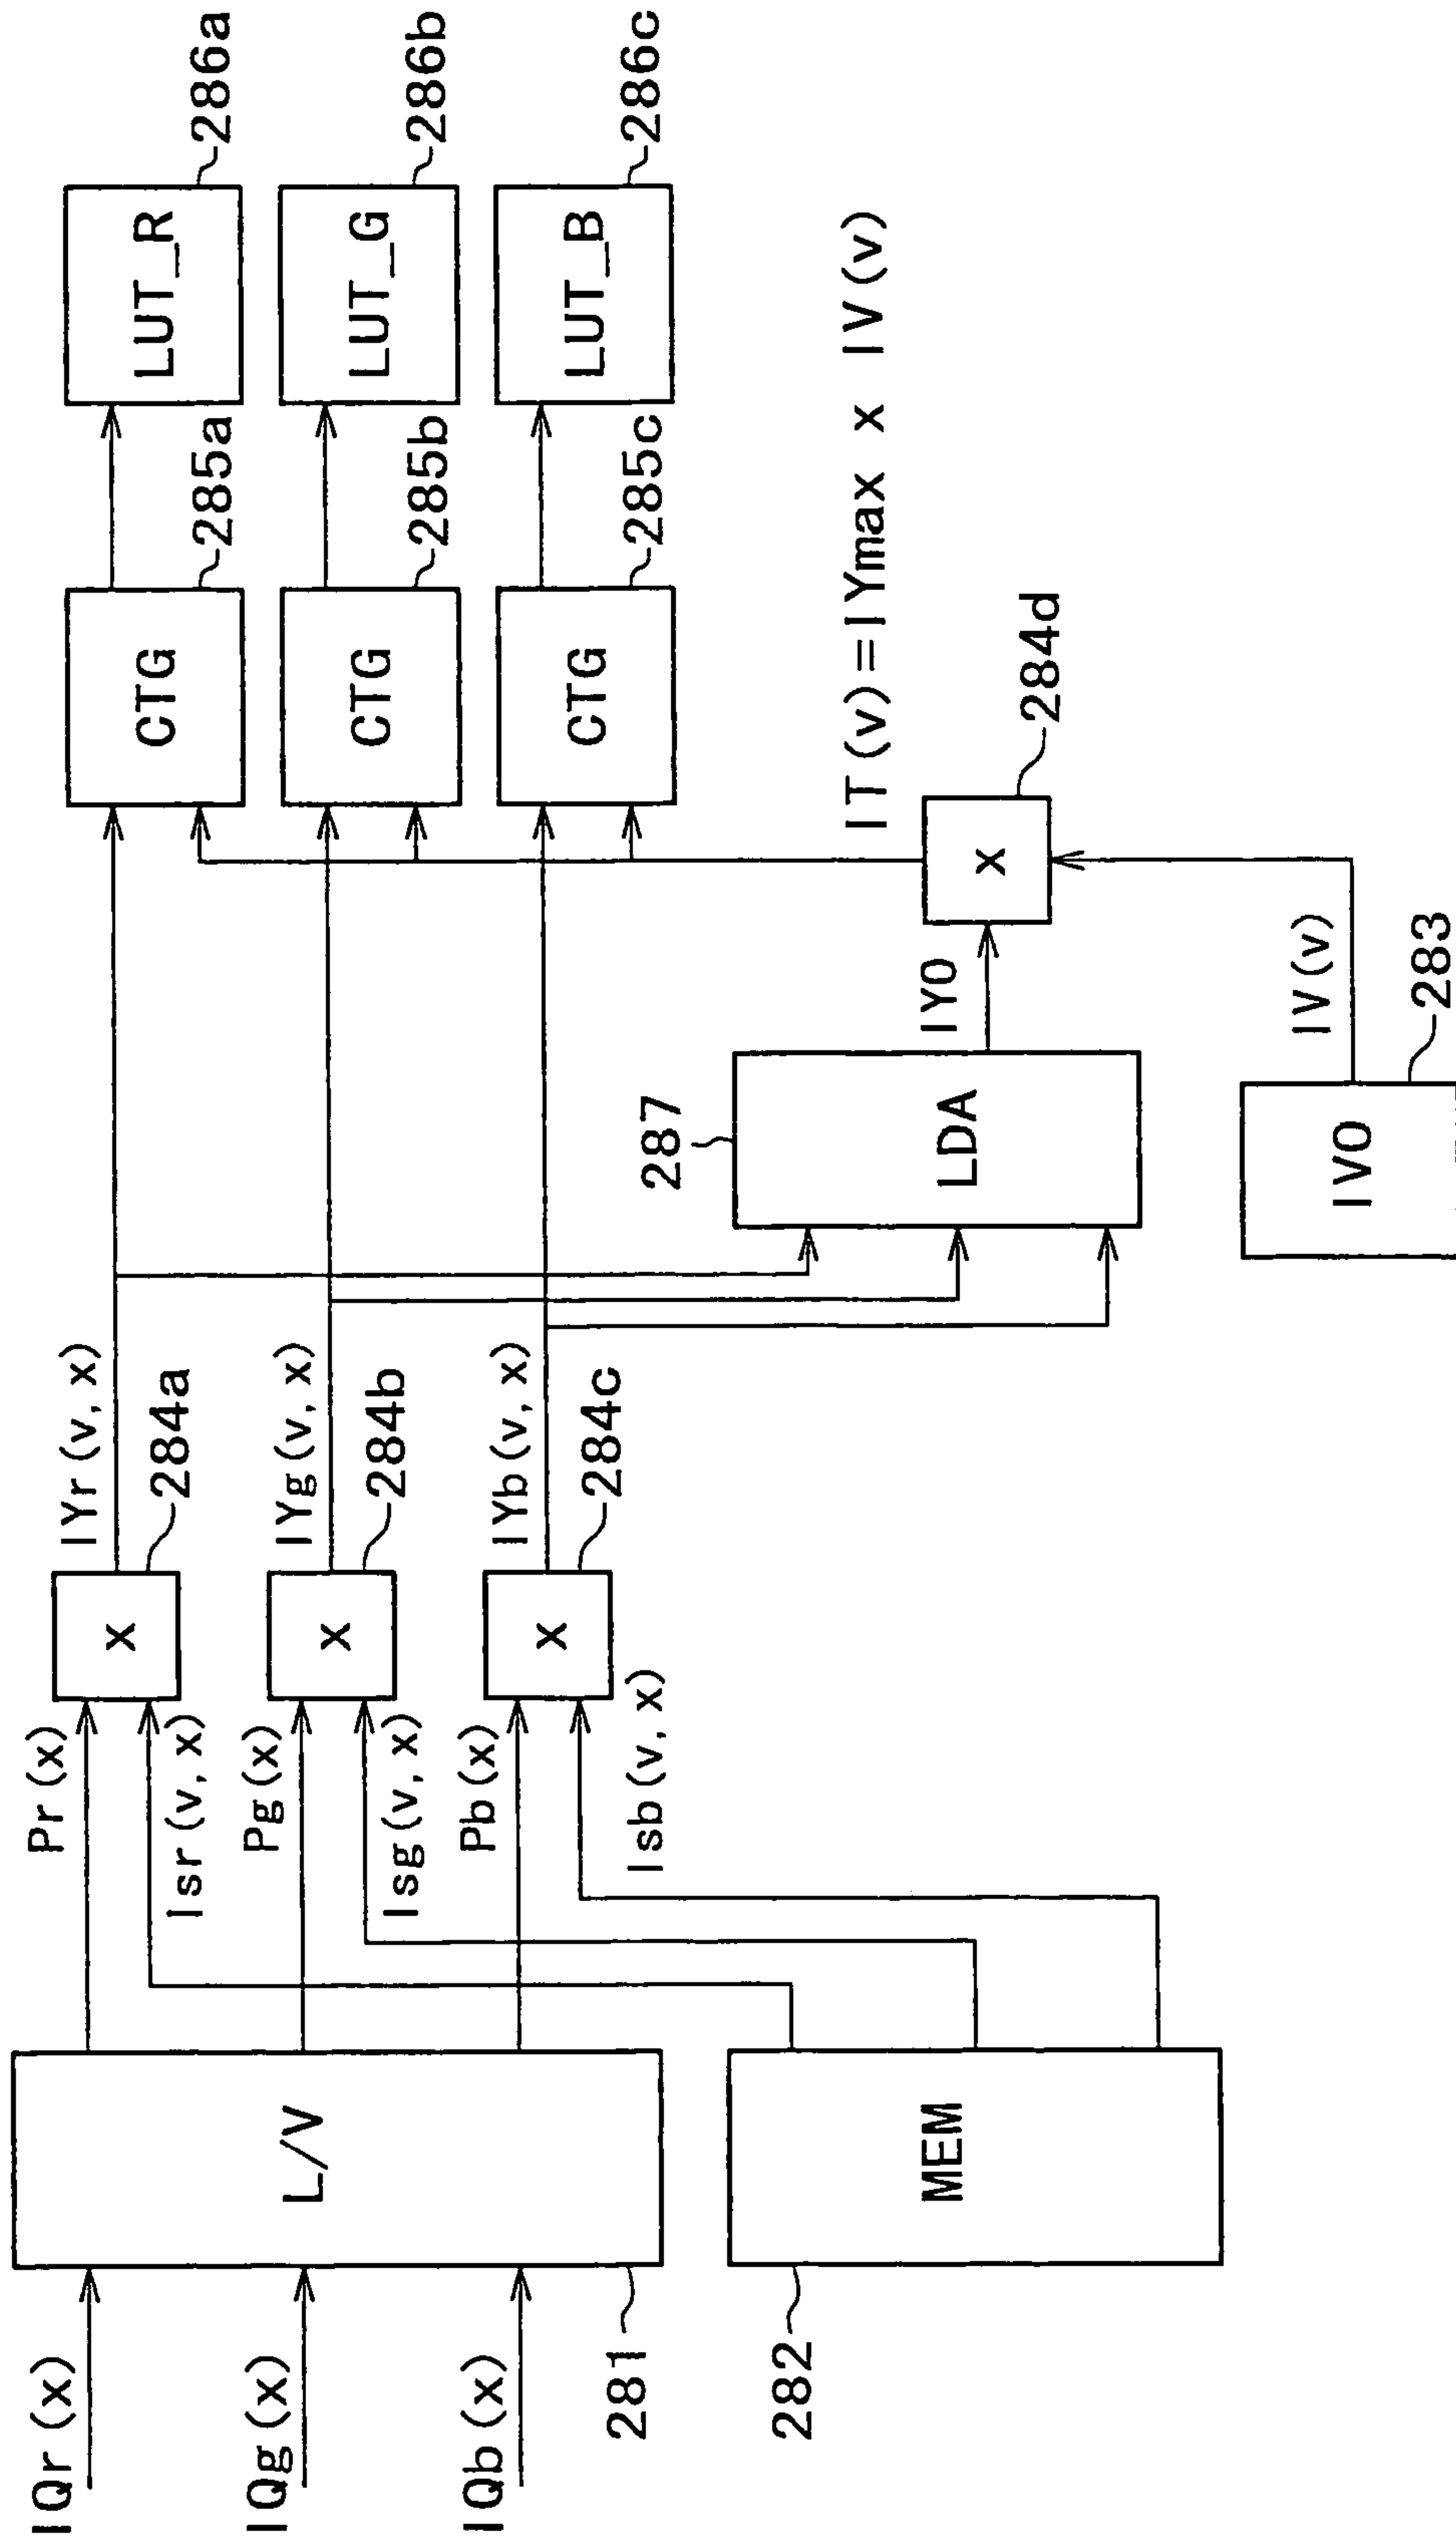 IQr(x)
IQg(x)
IQb(x)
281
L/V
282
MEM
Pr(x)
Isr(v,x)
Pg(x)
Isg(v,x)
Pb(x)
Isb(v,x)
x
284a
x
284b
x
284c
IYr(v,x)
IYg(v,x)
IYb(v,x)
287
LDA
IY0
IV0
283
IV(v)
x
284d
IT(v)=IYmax x IV(v)
CTG
285a
CTG
285b
CTG
285c
LUT_R
286a
LUT_G
286b
LUT_B
286c